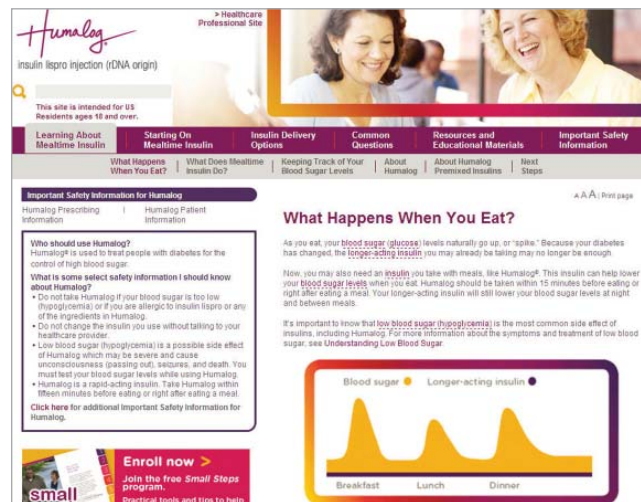 > Healthcare
Professional Site
Humalog®
insulin lispro injection (rDNA origin)
This site is intended for US
Residents ages 18 and over.
Learning About
Mealtime Insulin
Starting On
Mealtime Insulin
Insulin Delivery
Options
Common
Questions
Resources and
Educational Materials
Important Safety
Information
What Happens
When You Eat?
What Does Mealtime
Insulin Do?
Keeping Track of Your
Blood Sugar Levels
About
Humalog
About Humalog
Premixed Insulins
Next
Steps
Important Safety Information for Humalog
Humalog Prescribing
Information
Humalog Patient
Information
Who should use Humalog?
Humalog® is used to treat people with diabetes for the
control of high blood sugar.
What is some select safety information I should know
about Humalog?
• Do not take Humalog if your blood sugar is too low
(hypoglycemia) or if you are allergic to insulin lispro or any
of the ingredients in Humalog.
• Do not change the insulin you use without talking to your
healthcare provider.
• Low blood sugar (hypoglycemia) is a possible side effect
of Humalog which may be severe and cause
unconsciousness (passing out), seizures, and death. You
must test your blood sugar levels while using Humalog.
• Humalog is a rapid-acting insulin. Take Humalog within
fifteen minutes before eating or right after eating a meal.
Click here for additional Important Safety Information for
Humalog.
small
Enroll now >
Join the free Small Steps
program.
Practical tools and tips to help
A A A | Print page
What Happens When You Eat?
As you eat, your blood sugar (glucose) levels naturally go up, or "spike." Because your diabetes
has changed, the longer-acting insulin you may already be taking may no longer be enough.
Now, you may also need an insulin you take with meals, like Humalog®. This insulin can help lower
your blood sugar levels when you eat. Humalog should be taken within 15 minutes before eating or
right after eating a meal. Your longer-acting insulin will still lower your blood sugar levels at night
and between meals.
It's important to know that low blood sugar (hypoglycemia) is the most common side effect of
insulins, including Humalog. For more information about the symptoms and treatment of low blood
sugar, see Understanding Low Blood Sugar.
Blood sugar Longer-acting insulin
Breakfast Lunch Dinner